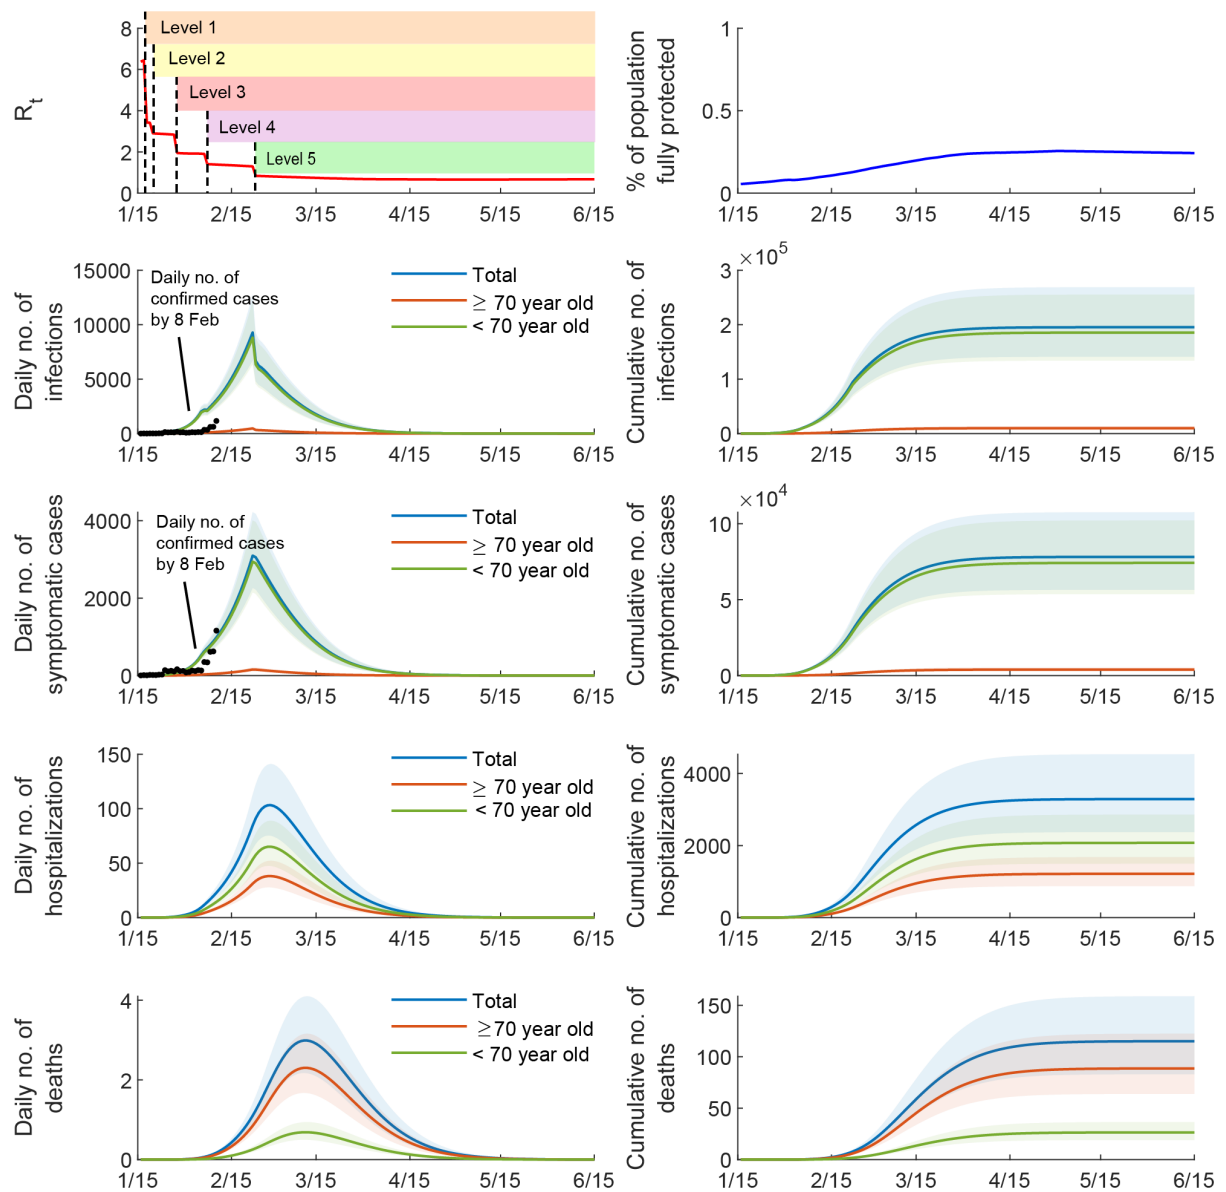 R_t
8
6
4
2
0
Level 1
Level 2
Level 3
Level 4
Level 5
1/15 2/15 3/15 4/15 5/15 6/15
% of population
fully protected
1
0.5
0
1/15 2/15 3/15 4/15 5/15 6/15
Daily no. of
infections
15000
10000
5000
0
Daily no. of
confirmed cases
by 8 Feb
Total
≥ 70 year old
< 70 year old
1/15 2/15 3/15 4/15 5/15 6/15
Cumulative no. of
infections
×10^5
3
2
1
0
1/15 2/15 3/15 4/15 5/15 6/15
Daily no. of
symptomatic cases
4000
2000
0
Daily no. of
confirmed cases
by 8 Feb
Total
≥ 70 year old
< 70 year old
1/15 2/15 3/15 4/15 5/15 6/15
Cumulative no. of
symptomatic cases
×10^4
10
5
0
1/15 2/15 3/15 4/15 5/15 6/15
Daily no. of
hospitalizations
150
100
50
0
Total
≥ 70 year old
< 70 year old
1/15 2/15 3/15 4/15 5/15 6/15
Cumulative no. of
hospitalizations
4000
2000
0
1/15 2/15 3/15 4/15 5/15 6/15
Daily no. of
deaths
4
2
0
Total
≥70 year old
< 70 year old
1/15 2/15 3/15 4/15 5/15 6/15
Cumulative no. of
deaths
150
100
50
0
1/15 2/15 3/15 4/15 5/15 6/15